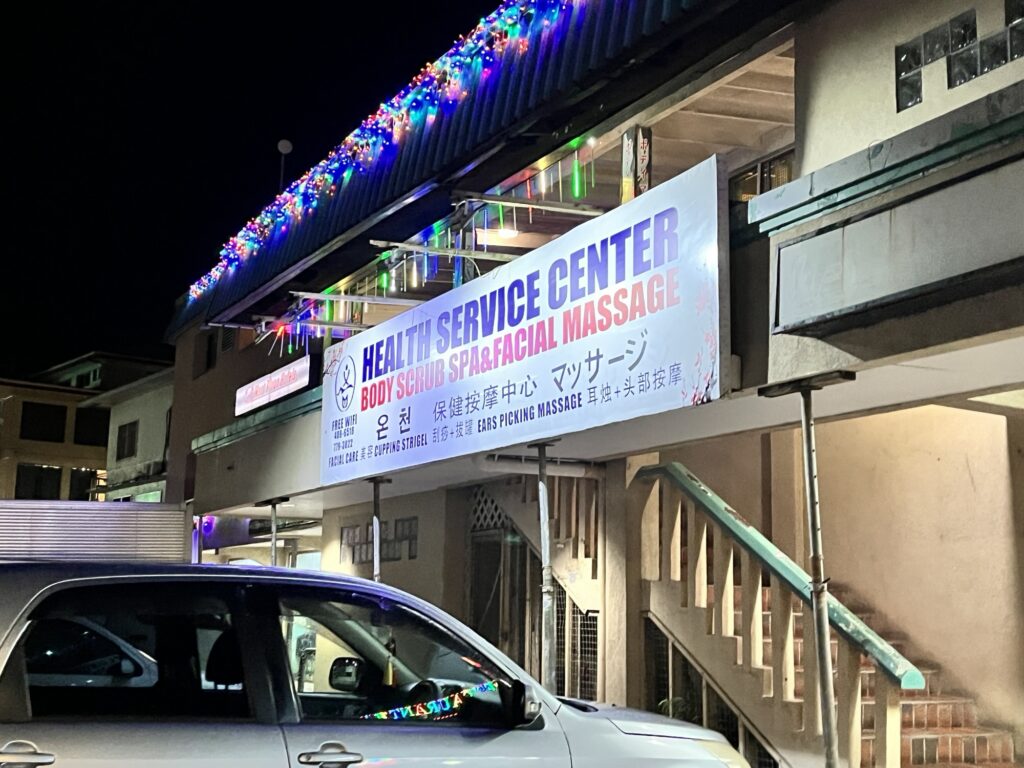 HEALTH SERVICE CENTER
BODY SCRUB SPA&FACIAL MASSAGE
온천 保健按摩中心 マッサージ
FREE WIFI
FACIAL CARE 美容 CUPPING STRIGEL 刮痧+拔罐 EARS PICKING MASSAGE 耳烛+头部按摩